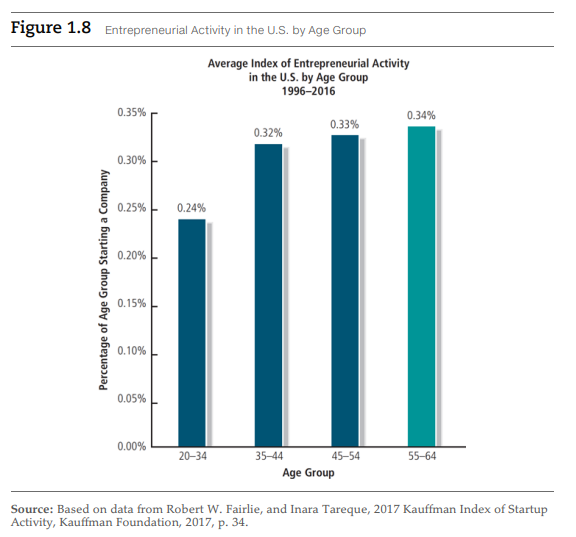 Figure 1.8 Entrepreneurial Activity in the U.S. by Age Group
Average Index of Entrepreneurial Activity
in the U.S. by Age Group
1996–2016
Percentage of Age Group Starting a Company
0.35%
0.30%
0.25%
0.20%
0.15%
0.10%
0.05%
0.00%
0.24%
0.32%
0.33%
0.34%
20–34
35–44
45–54
55–64
Age Group
Source: Based on data from Robert W. Fairlie, and Inara Tareque, 2017 Kauffman Index of Startup
Activity, Kauffman Foundation, 2017, p. 34.